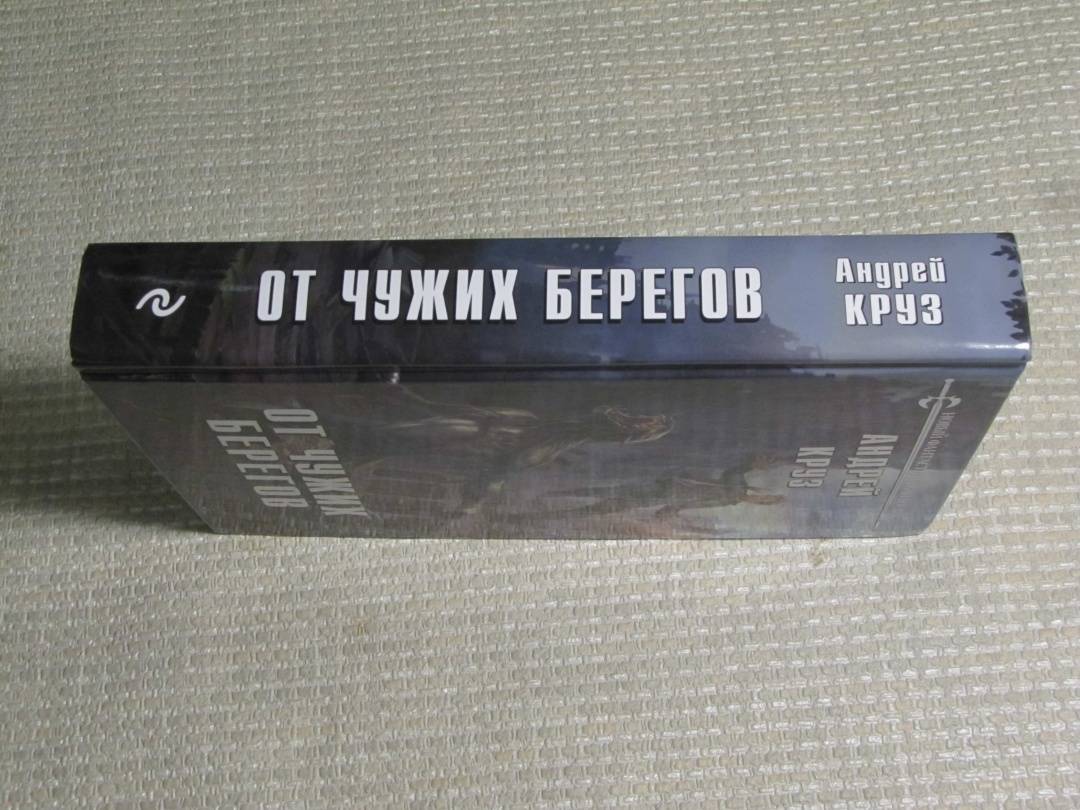 ОТ ЧУЖИХ БЕРЕГОВ
Андрей
КРУЗ
АНДРЕЙ
КРУЗ
ОТ ЧУЖИХ
БЕРЕГОВ